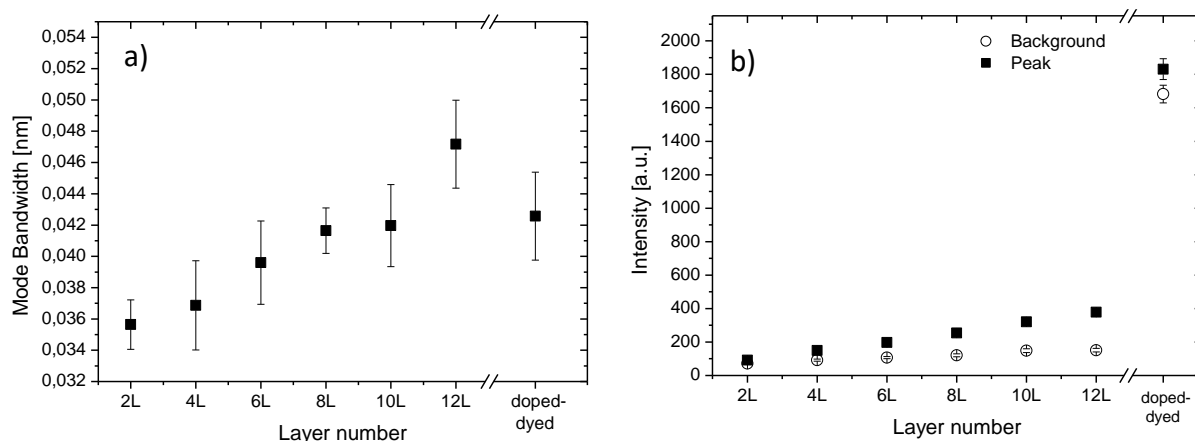 a)
0,054
0,052
0,050
0,048
0,046
0,044
0,042
0,040
0,038
0,036
0,034
0,032
Mode Bandwidth [nm]
2L 4L 6L 8L 10L 12L doped-
dyed
Layer number
b)
Background
Peak
2000
1800
1600
1400
1200
1000
800
600
400
200
0
Intensity [a.u.]
2L 4L 6L 8L 10L 12L doped-
dyed
Layer number